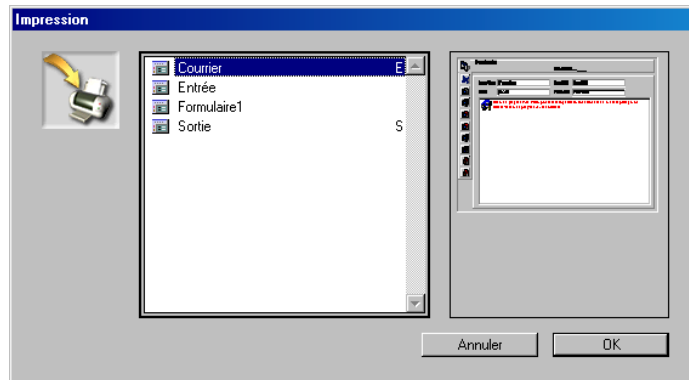 Impression
Courrier E
Entrée
Formulaire1
Sortie S
Annuler OK